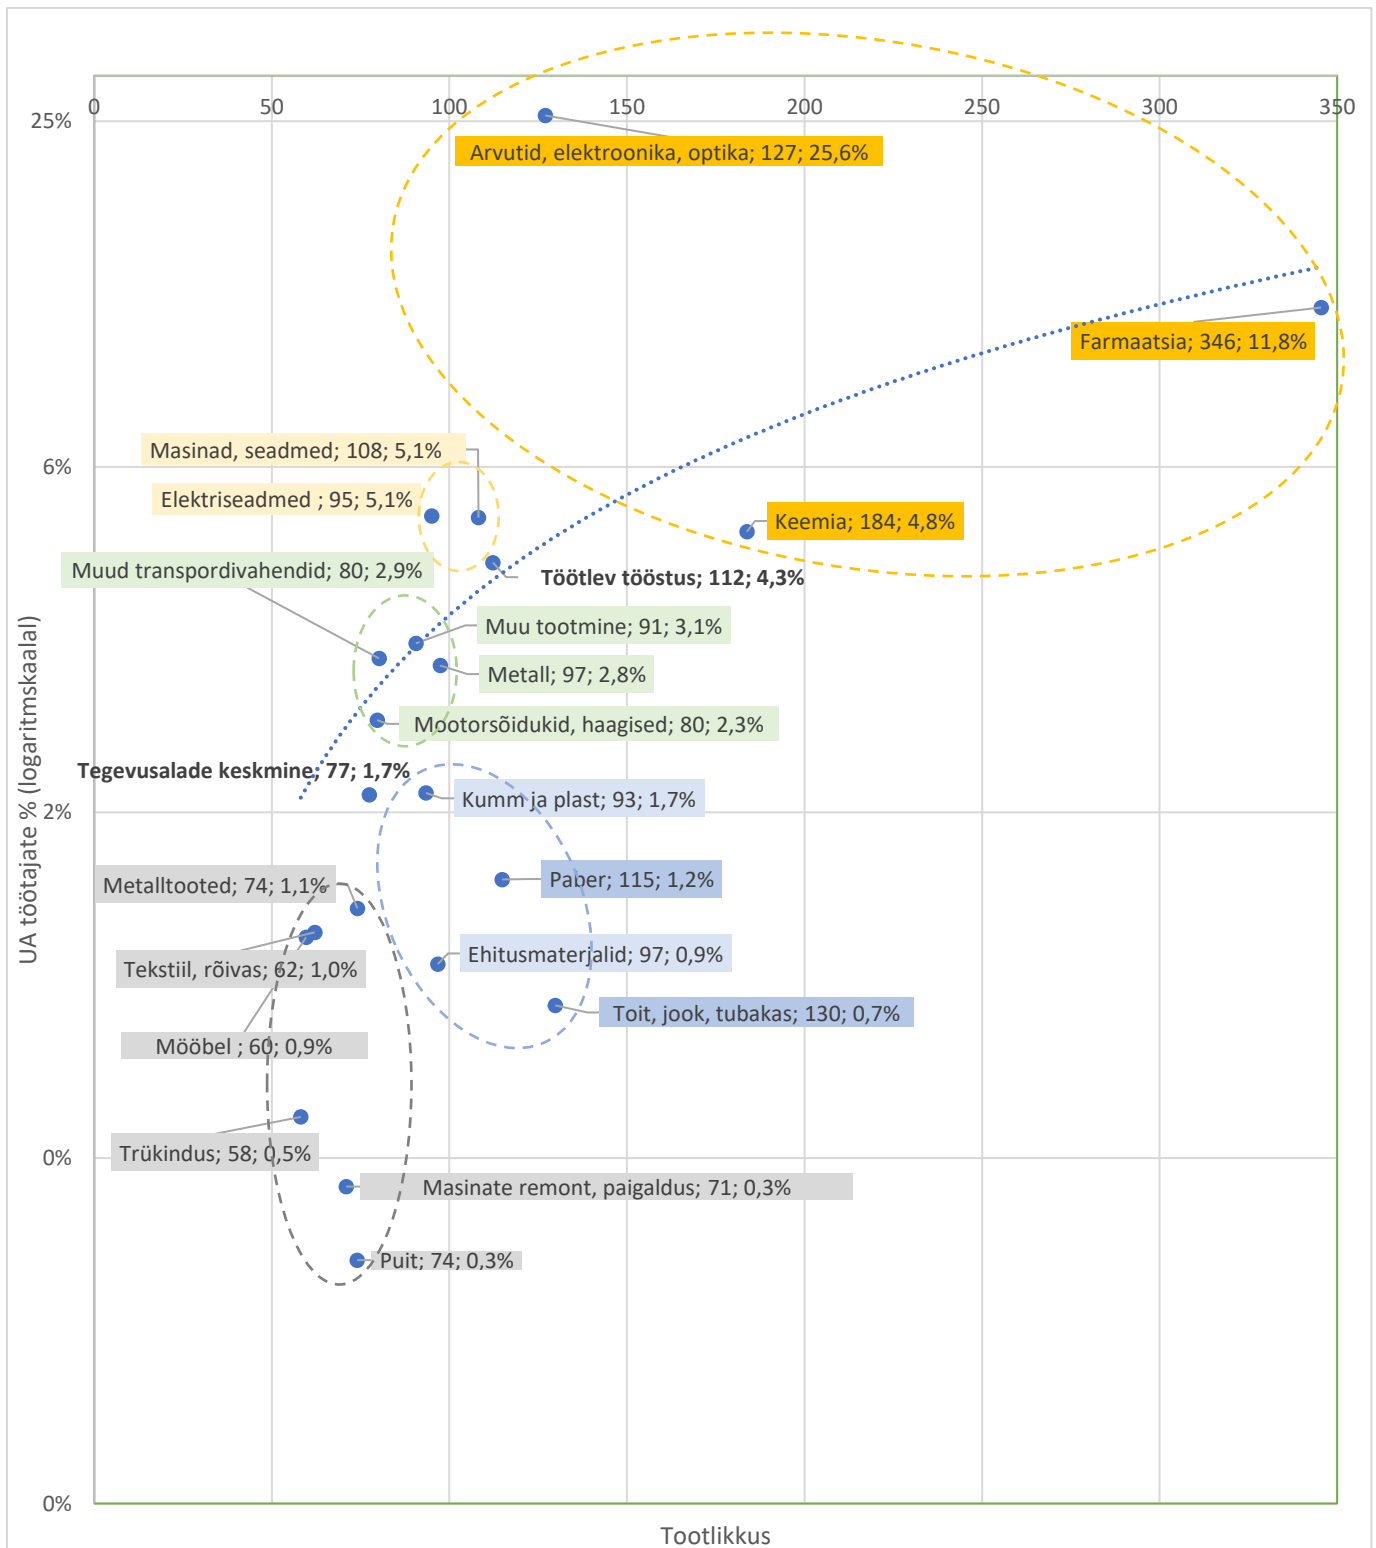 0 50 100 150 200 250 300 350
25%
Arvutid, elektroonika, optika; 127; 25,6%
Farmaatsia; 346; 11,8%
Masinad, seadmed; 108; 5,1%
6%
Elektriseadmed ; 95; 5,1%
Keemia; 184; 4,8%
Muud transpordivahendid; 80; 2,9%
Töötlev tööstus; 112; 4,3%
Muu tootmine; 91; 3,1%
Metall; 97; 2,8%
Mootorsõidukid, haagised; 80; 2,3%
Tegevusalade keskmine, 77; 1,7%
Kumm ja plast; 93; 1,7%
2%
UA töötajate % (logaritmskaalal)
Metalltooted; 74; 1,1%
Paber; 115; 1,2%
Ehitusmaterjalid; 97; 0,9%
Tekstiil, rõivas; 62; 1,0%
Toit, jook, tubakas; 130; 0,7%
Mööbel ; 60; 0,9%
Trükindus; 58; 0,5%
0%
Masinate remont, paigaldus; 71; 0,3%
Puit; 74; 0,3%
0%
Tootlikkus